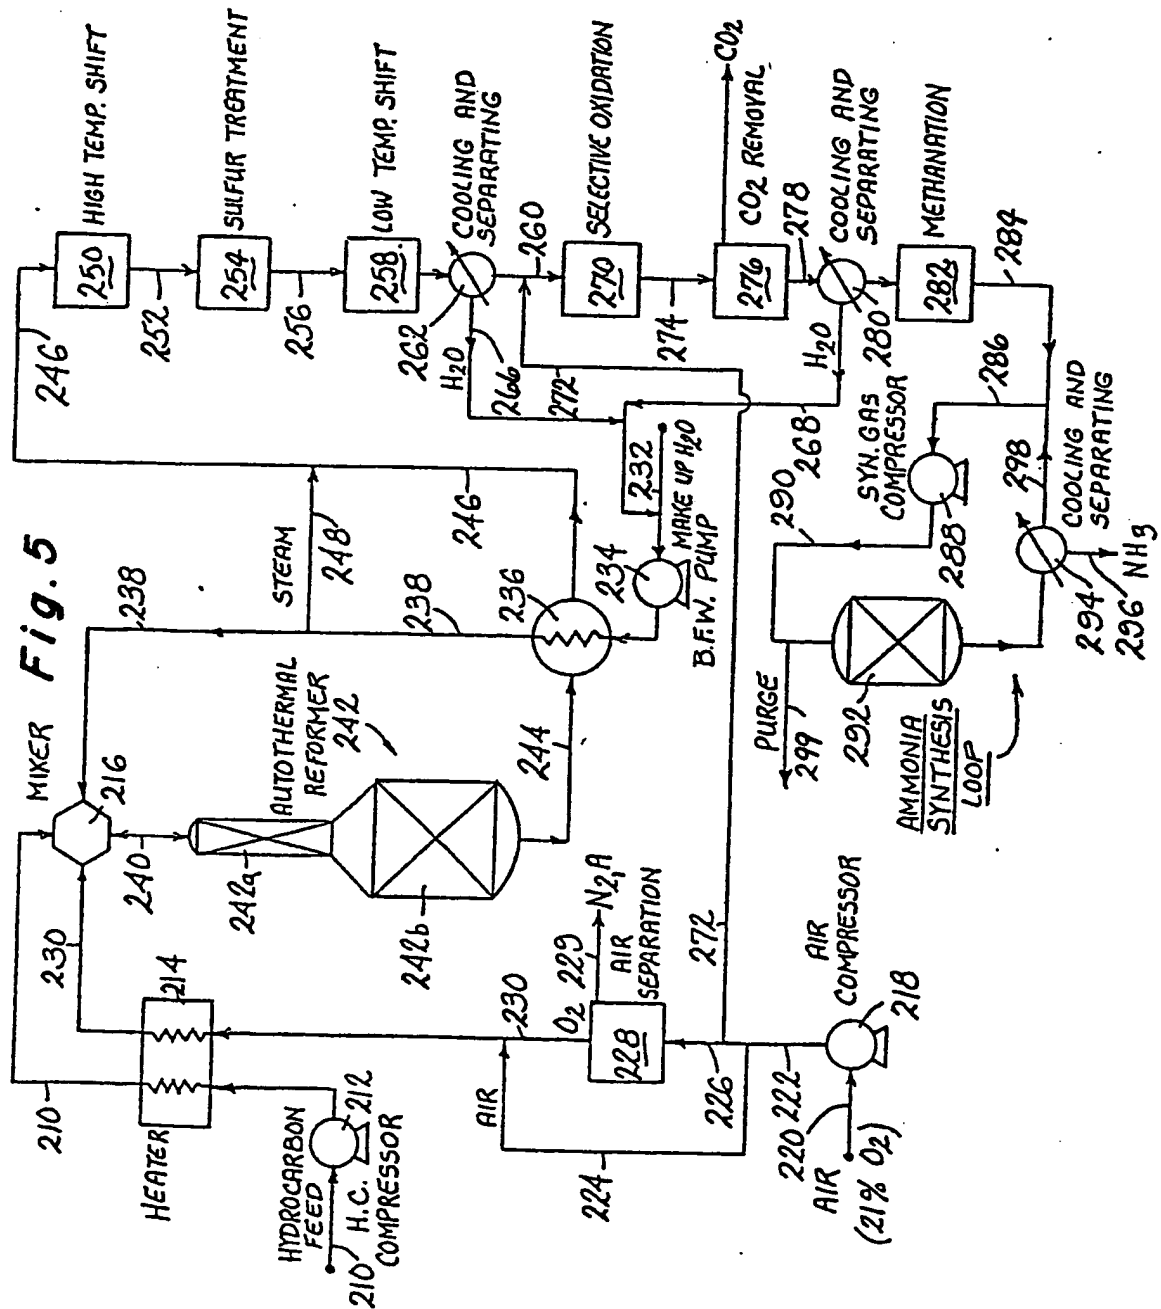 Fig. 5
HIGH TEMP. SHIFT
250
252
SULFUR TREATMENT
254
256
LOW TEMP. SHIFT
258
COOLING AND
SEPARATING
262
H2O
266
260
272
SELECTIVE OXIDATION
270
274
CO2
CO2 REMOVAL
276
278
COOLING AND
SEPARATING
280
H2O
268
METHANATION
282
284
286
246
246
STEAM
248
238
238
236
234
232
MAKE UP H2O
B.F.W. PUMP
MIXER
216
240
AUTOTHERMAL
REFORMER
242
242a
242b
244
230
214
210
HEATER
HYDROCARBON
FEED
210
H.C.
COMPRESSOR
212
AIR
224
230
O2
229
N2,A
AIR
SEPARATION
228
226
222
272
AIR
COMPRESSOR
218
220
AIR
(21% O2)
SYN. GAS
COMPRESSOR
288
290
PURGE
299
292
AMMONIA
SYNTHESIS
LOOP
298
COOLING AND
SEPARATING
294
296
NH3